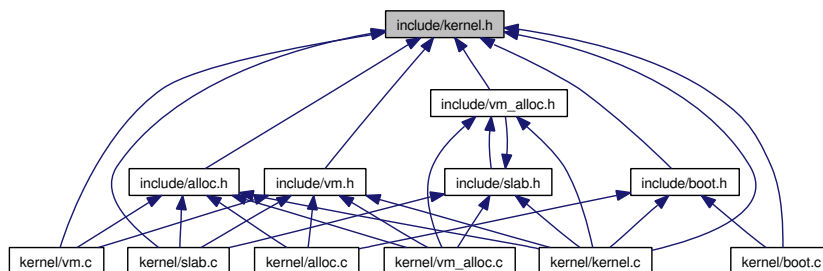 include/kernel.h
include/vm_alloc.h
include/alloc.h
include/vm.h
include/slab.h
include/boot.h
kernel/vm.c
kernel/slab.c
kernel/alloc.c
kernel/vm_alloc.c
kernel/kernel.c
kernel/boot.c